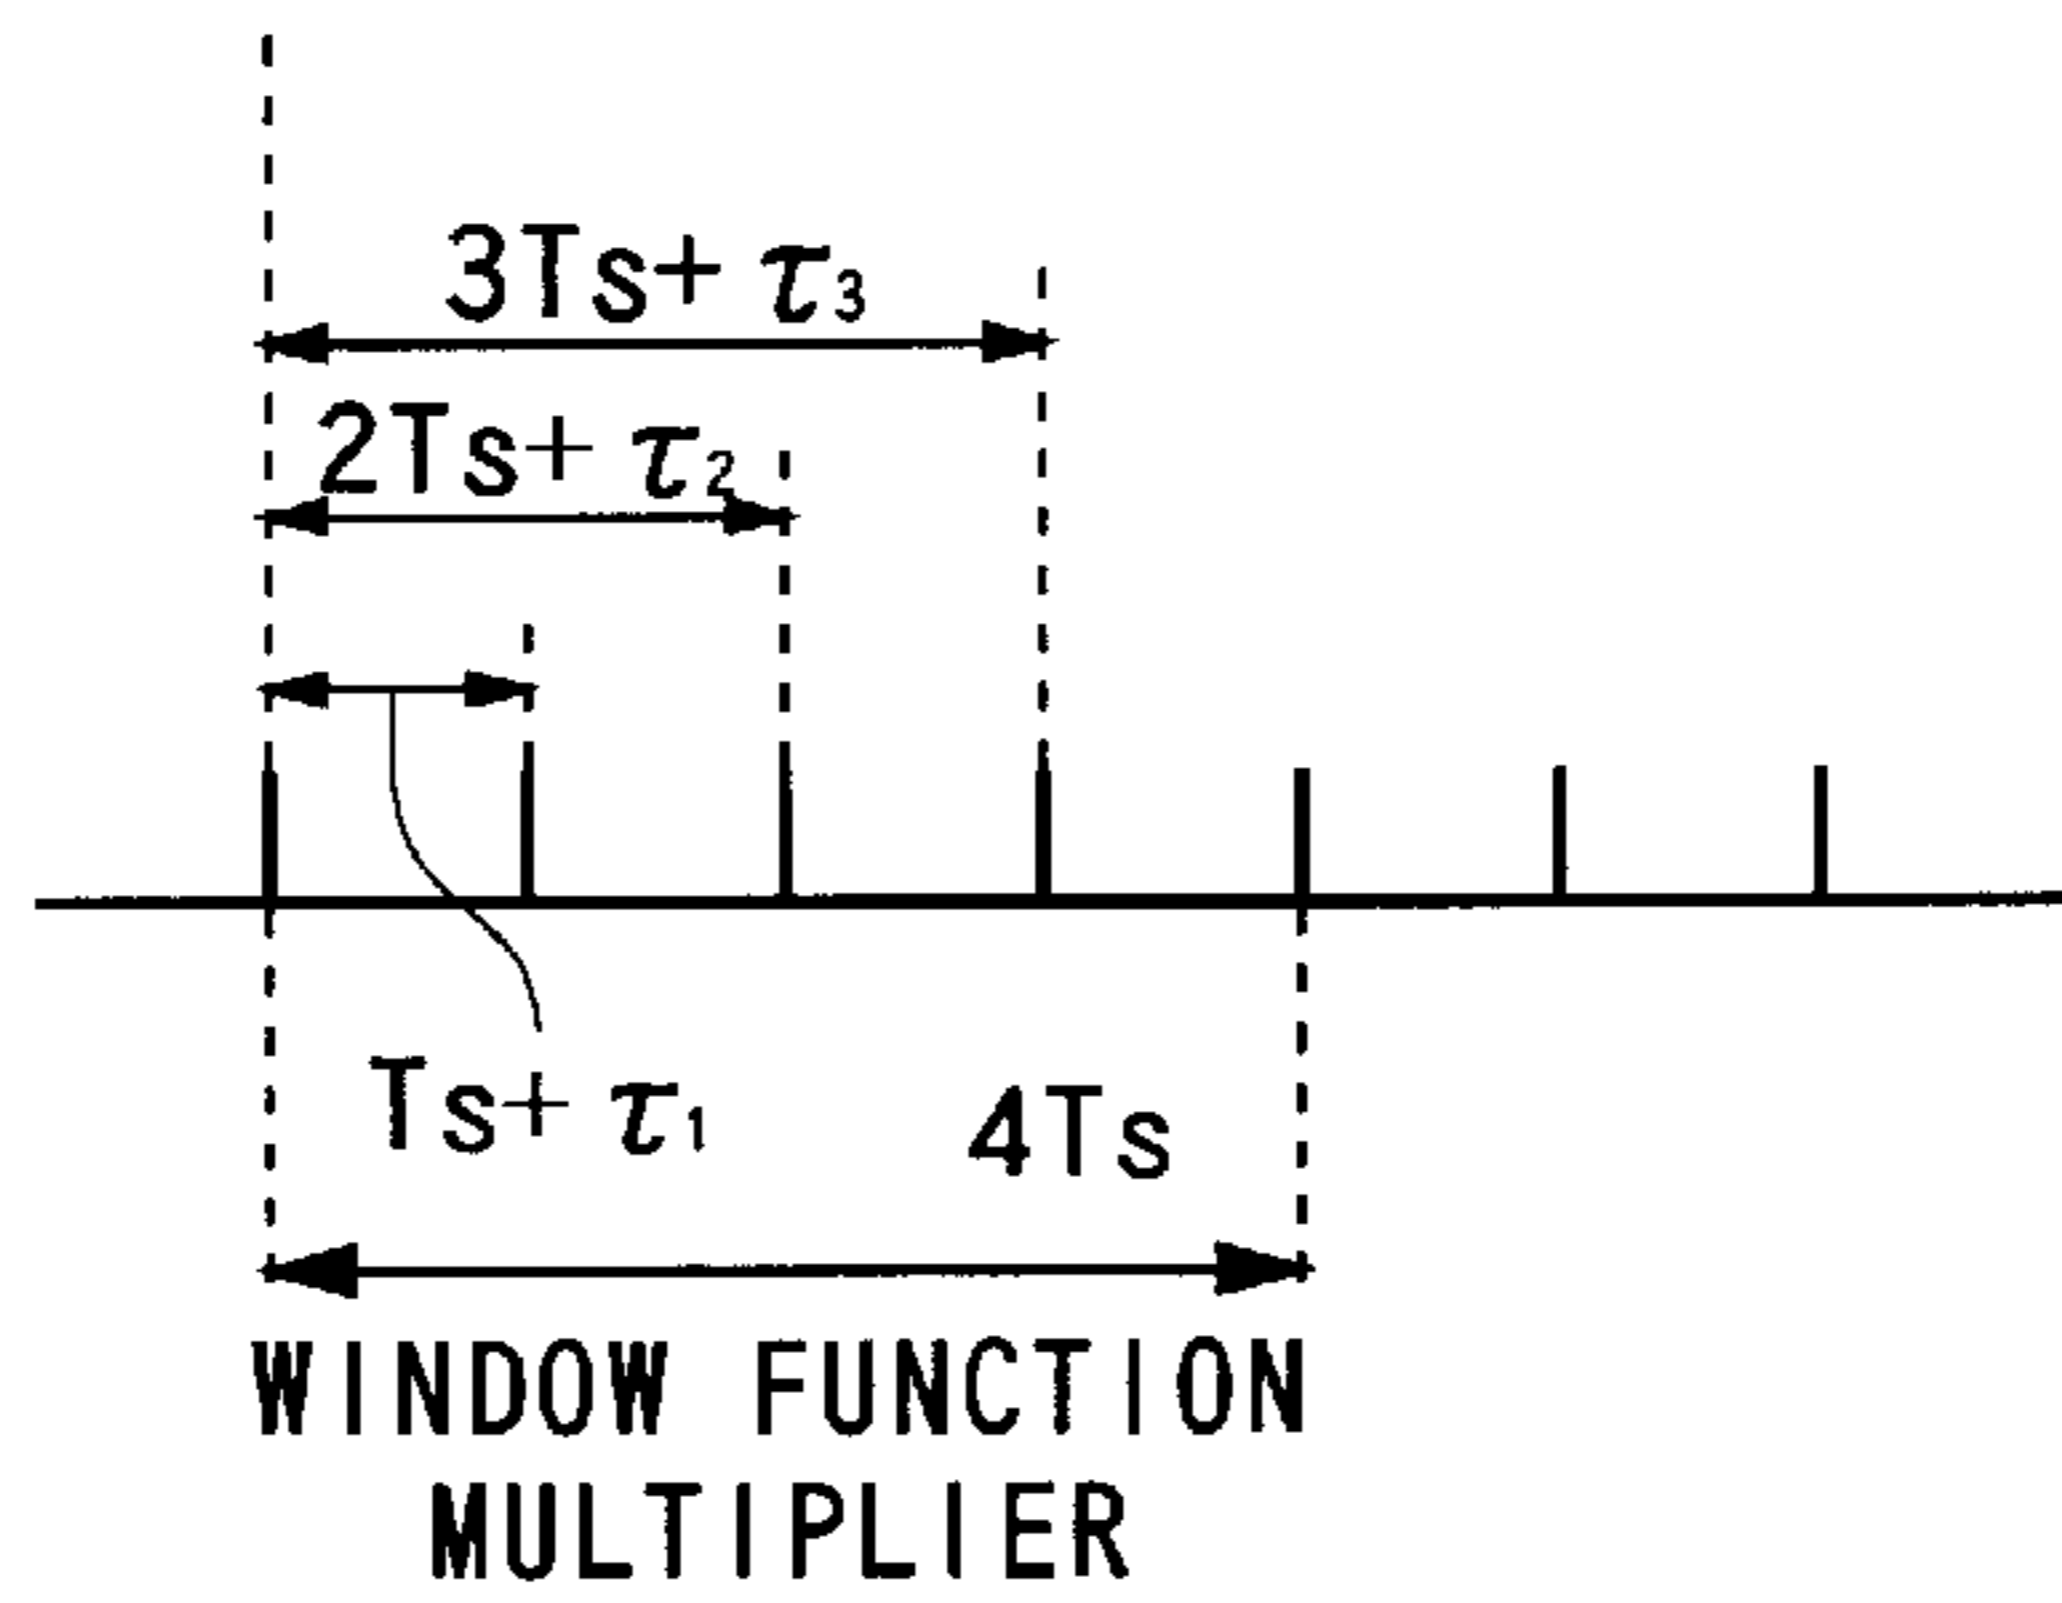 3Ts+ τ3
2Ts+ τ2
Ts+ τ1
4Ts
WINDOW FUNCTION
MULTIPLIER